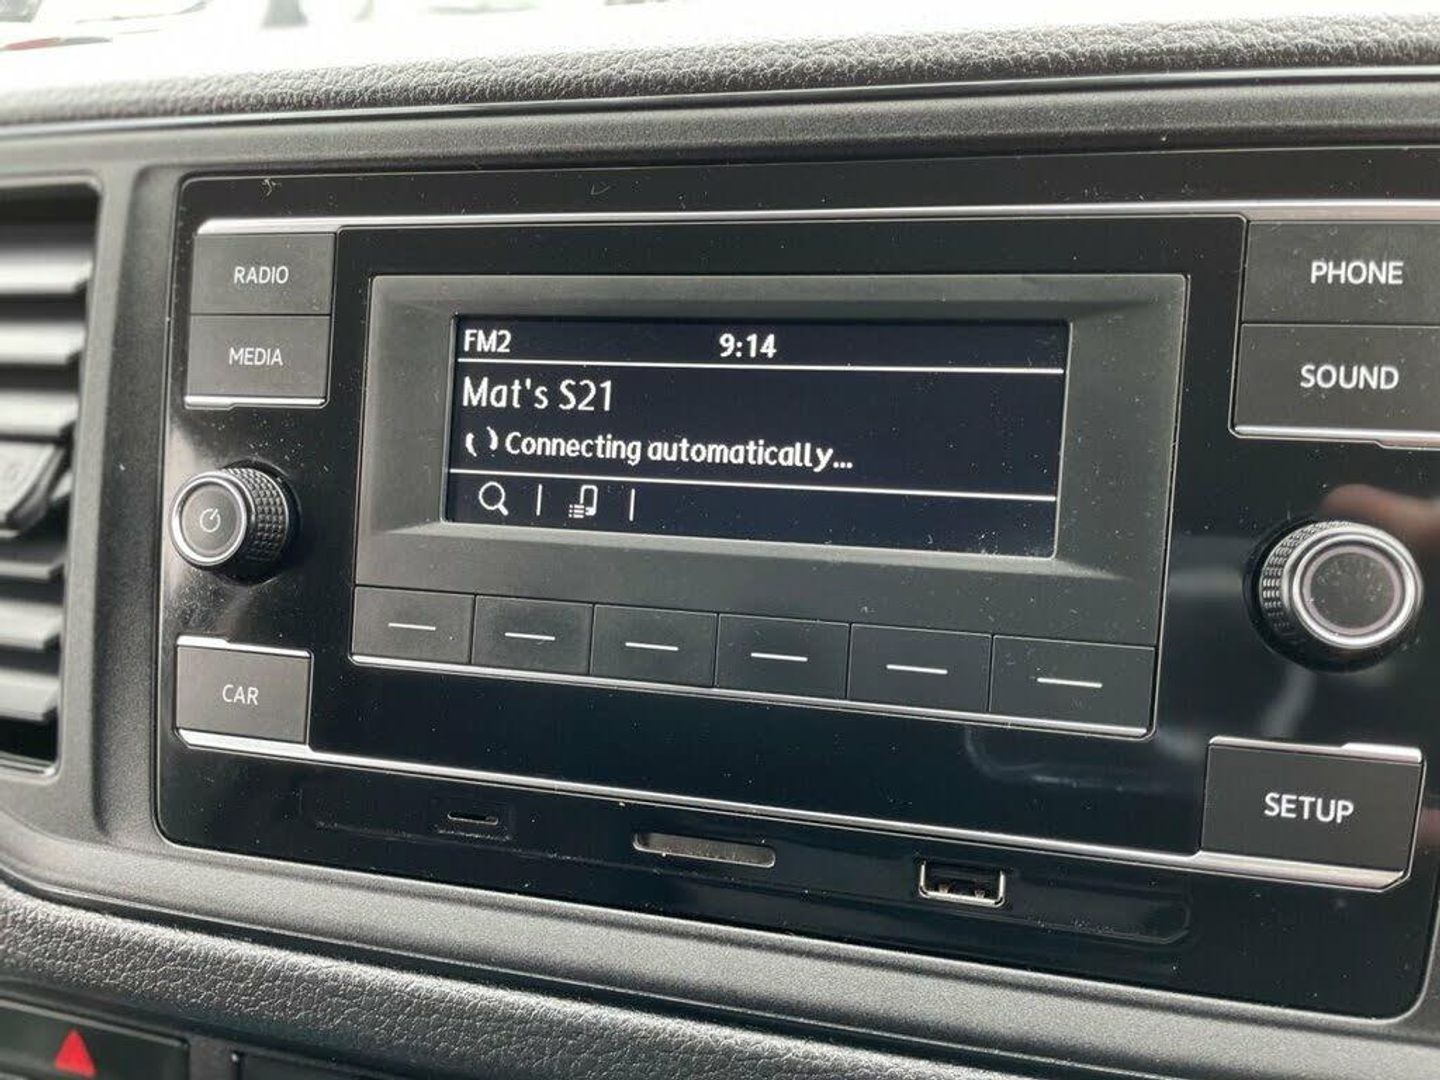 RADIO
MEDIA
FM2 9:14
Mat's S21
Connecting automatically...
PHONE
SOUND
CAR
SETUP